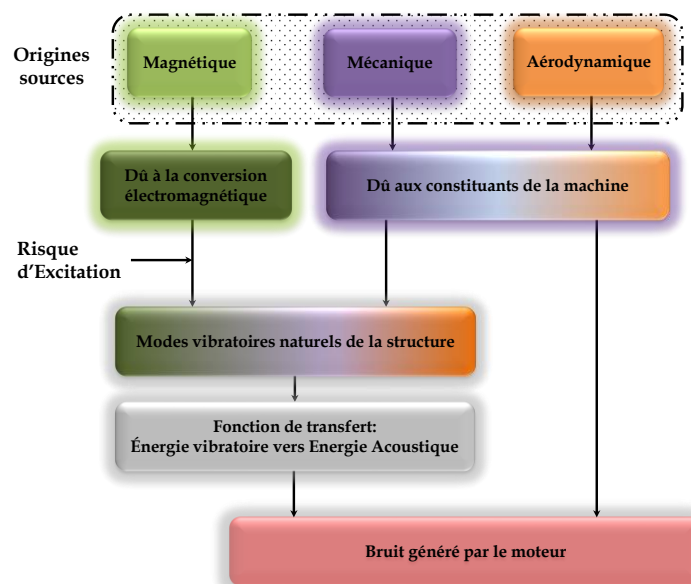 Origines
sources
Magnétique
Mécanique
Aérodynamique
Dû à la conversion
électromagnétique
Dû aux constituants de la machine
Risque
d’Excitation
Modes vibratoires naturels de la structure
Fonction de transfert:
Énergie vibratoire vers Energie Acoustique
Bruit généré par le moteur